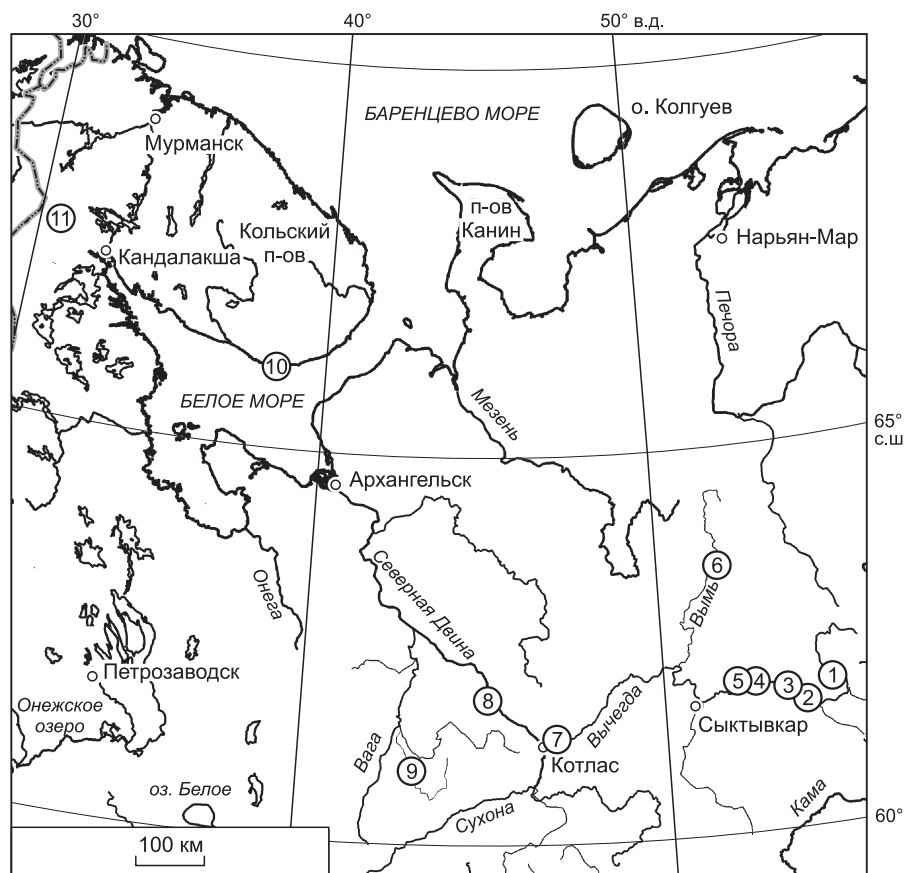 30°
40°
50° в.д.
БАРЕНЦЕВО МОРЕ
о. Колгуев
Мурманск
п-ов
Канин
11
Кольский
п-ов
Нарьян-Мар
Кандалакша
Печора
10
БЕЛОЕ МОРЕ
Мезень
65°
с.ш
Архангельск
Онега
Северная Двина
6
Вымь
Петрозаводск
Онежское
озеро
5
4
3
2
1
8
Сыктывкар
Вычегда
7
Котлас
Вага
9
оз. Белое
Сухона
Кама
60°
100 км